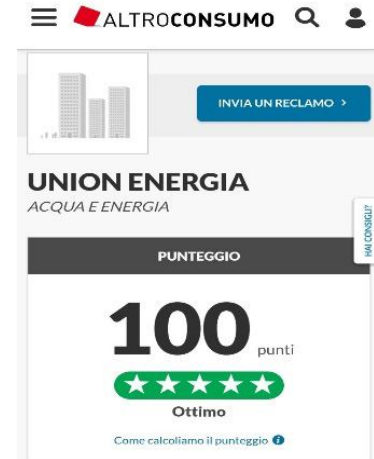 ALTROCONSUMO
INVIA UN RECLAMO >
UNION ENERGIA
ACQUA E ENERGIA
HAI CONSIGLI?
PUNTEGGIO
100 punti
Ottimo
Come calcoliamo il punteggio